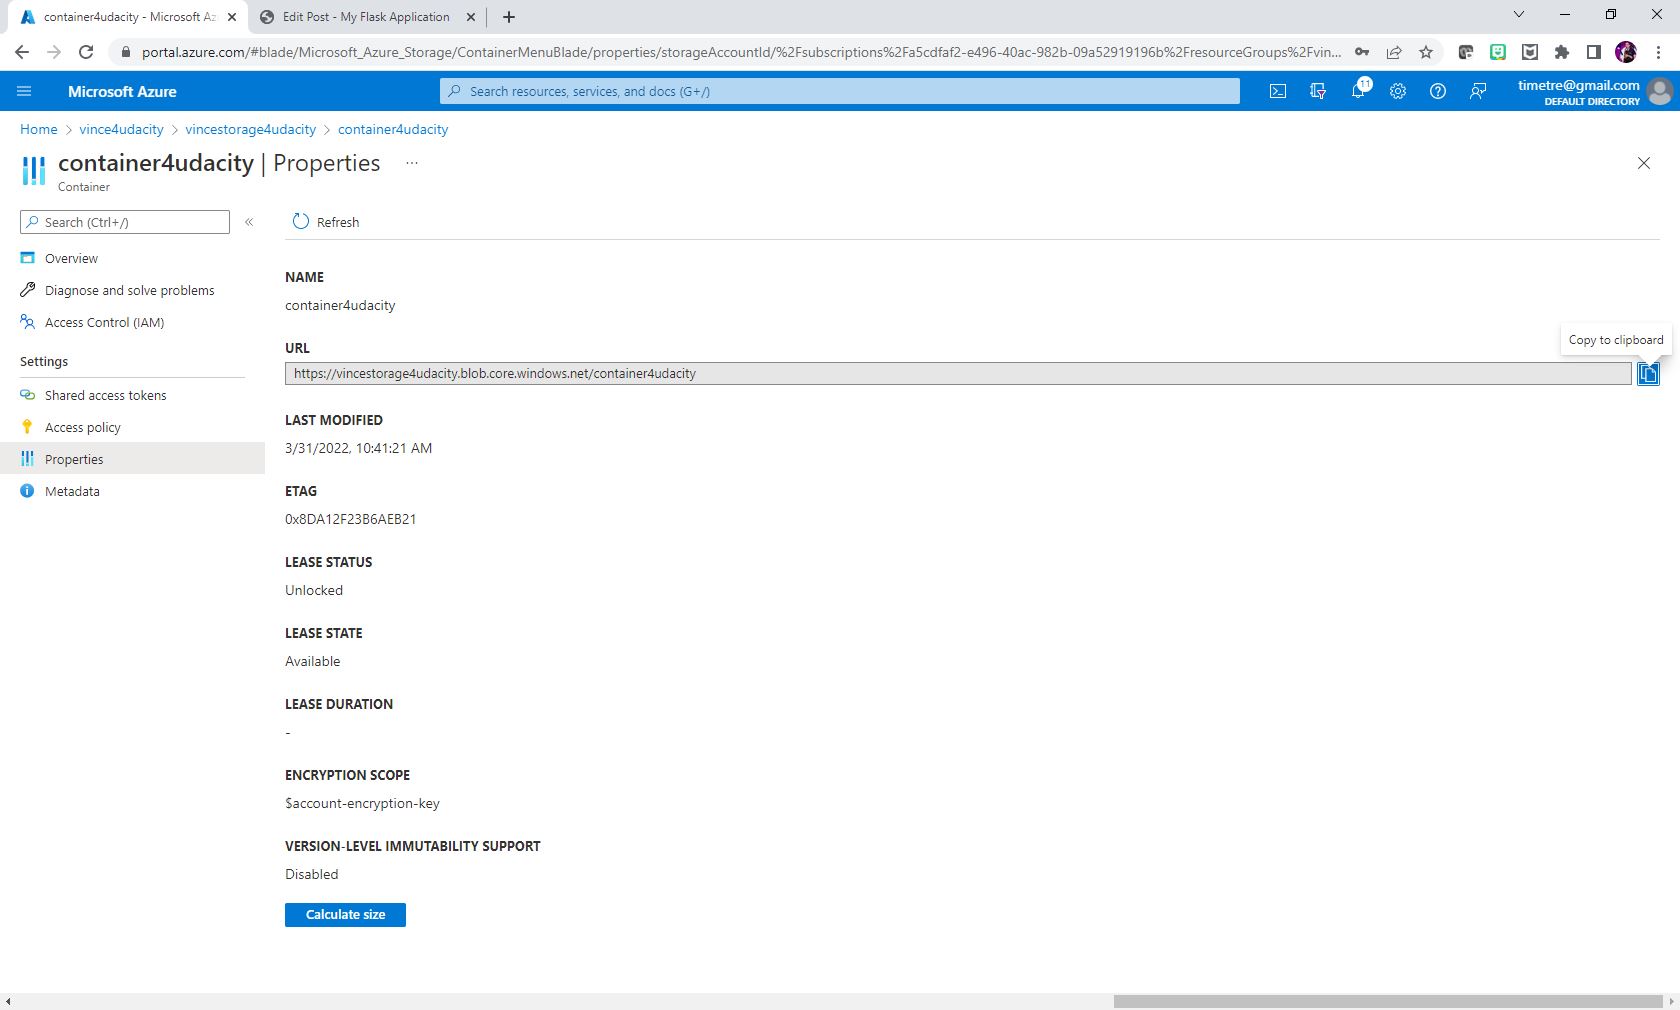 container4udacity - Microsoft Az
Edit Post - My Flask Application
portal.azure.com/#blade/Microsoft_Azure_Storage/ContainerMenuBlade/properties/storageAccountId/%2Fsubscriptions%2Fa5cdfaf2-e496-40ac-982b-09a52919196b%2FresourceGroups%2Fvin...
Microsoft Azure
Search resources, services, and docs (G+/)
11
timetre@gmail.com
DEFAULT DIRECTORY
Home > vince4udacity > vincestorage4udacity > container4udacity
container4udacity | Properties ...
Container
Search (Ctrl+/)
«
Refresh
Overview
Diagnose and solve problems
Access Control (IAM)
Settings
Shared access tokens
Access policy
Properties
Metadata
NAME
container4udacity
URL
Copy to clipboard
https://vincestorage4udacity.blob.core.windows.net/container4udacity
LAST MODIFIED
3/31/2022, 10:41:21 AM
ETAG
0x8DA12F23B6AEB21
LEASE STATUS
Unlocked
LEASE STATE
Available
LEASE DURATION
-
ENCRYPTION SCOPE
$account-encryption-key
VERSION-LEVEL IMMUTABILITY SUPPORT
Disabled
Calculate size